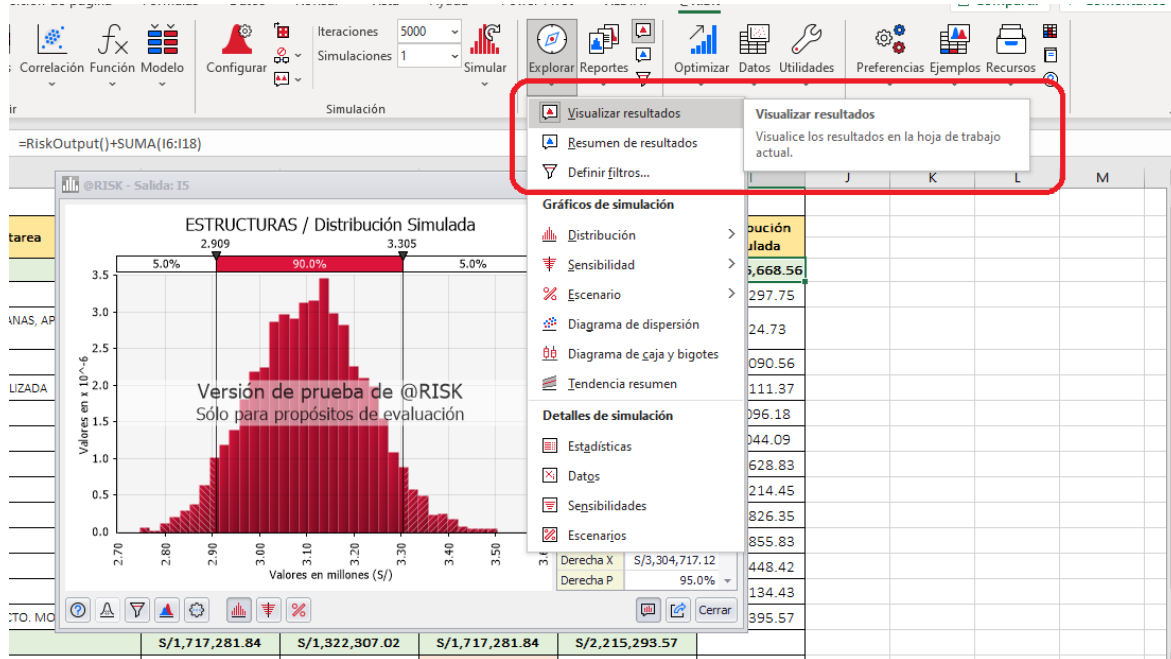 Iteraciones 5000
Simulaciones 1
Correlación Función Modelo Configurar Simular Explorar Reportes Optimizar Datos Utilidades Preferencias Ejemplos Recursos
Simulación
=RiskOutput()+SUMA(I6:I18)
Visualizar resultados
Resumen de resultados
Definir filtros...
Gráficos de simulación
Distribución
Sensibilidad
Escenario
Diagrama de dispersión
Diagrama de caja y bigotes
Tendencia resumen
Detalles de simulación
Estadísticas
Datos
Sensibilidades
Escenarios
Visualizar resultados
Visualice los resultados en la hoja de trabajo
actual.
J K L M
tarea
ANAS, AP
LIZADA
CTO. MO
@RISK - Salida: I5
ESTRUCTURAS / Distribución Simulada
2.909 3.305
5.0% 90.0% 5.0%
3.5
3.0
2.5
2.0
1.5
1.0
0.5
0.0
Valores en x 10^-6
Versión de prueba de @RISK
Sólo para propósitos de evaluación
2.70 2.80 2.90 3.00 3.10 3.20 3.30 3.40 3.50
Valores en millones (S/)
Derecha X S/3,304,717.12
Derecha P 95.0%
Cerrar
bución
ulada
5,668.56
297.75
24.73
090.56
111.37
096.18
044.09
628.83
214.45
826.35
855.83
448.42
134.43
395.57
S/1,717,281.84 S/1,322,307.02 S/1,717,281.84 S/2,215,293.57